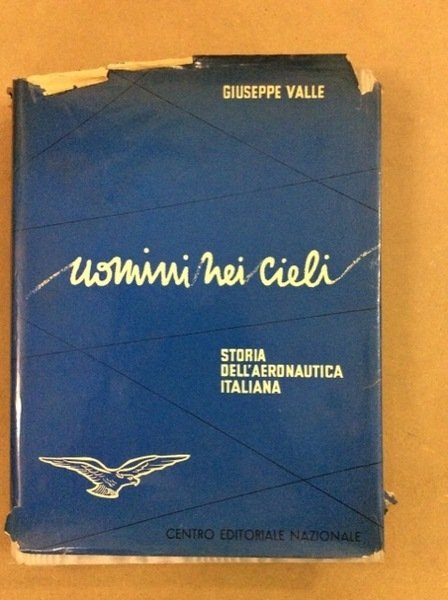 GIUSEPPE VALLE
uomini nei cieli
STORIA
DELL'AERONAUTICA
ITALIANA
CENTRO EDITORIALE NAZIONALE